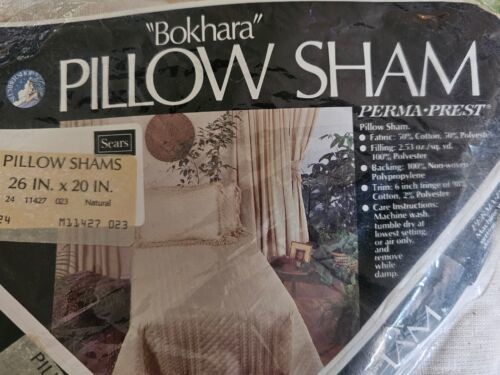 "Bokhara"
PILLOW SHAM
PERMA•PREST®
Pillow Sham.
• Fabric: 50% Cotton, 50% Polyester
• Filling: 2.53 oz./sq. yd.
100% Polyester
• Backing: 100% Non-woven
Polypropylene
• Trim: 6 inch fringe of 98%
Cotton, 2% Polyester
• Care Instructions:
Machine wash,
tumble dry at
lowest setting,
or air only,
and
remove
while
damp.
Sears
PILLOW SHAMS
26 IN. x 20 IN.
24 11427 023 Natural
24 M11427 023